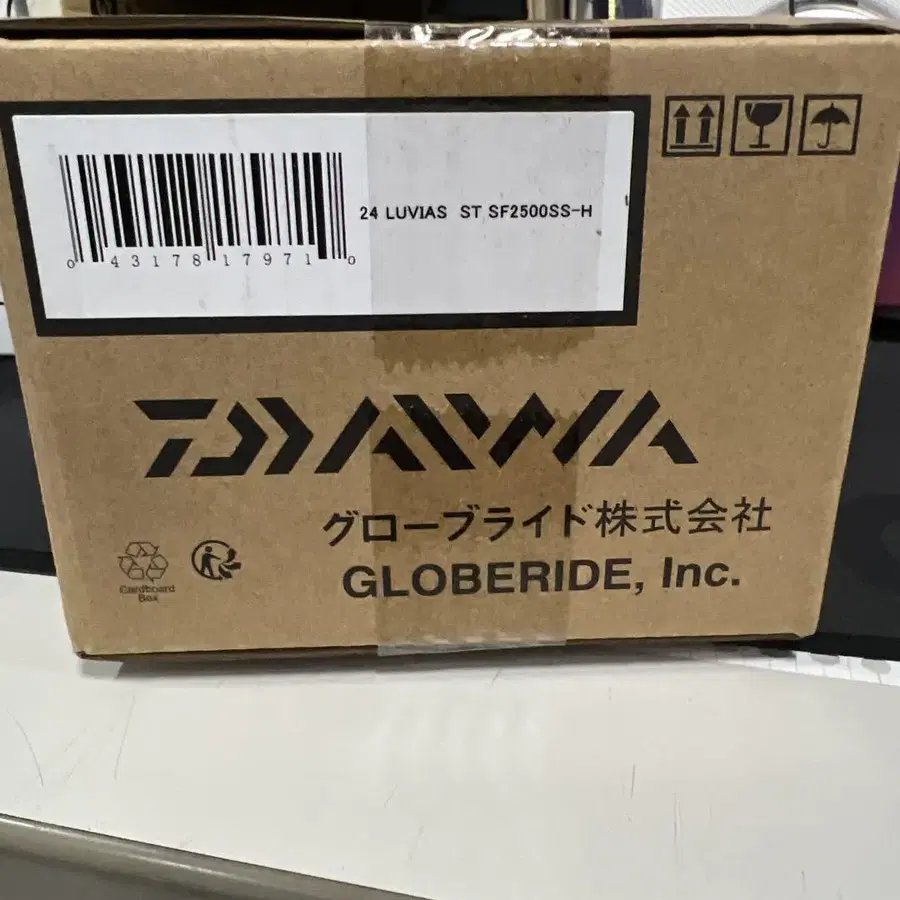 24 LUVIAS ST SF2500SS-H
0 43178 17971 0
DAIWA
グローブライド株式会社
GLOBERIDE, Inc.
Cardboard
Box